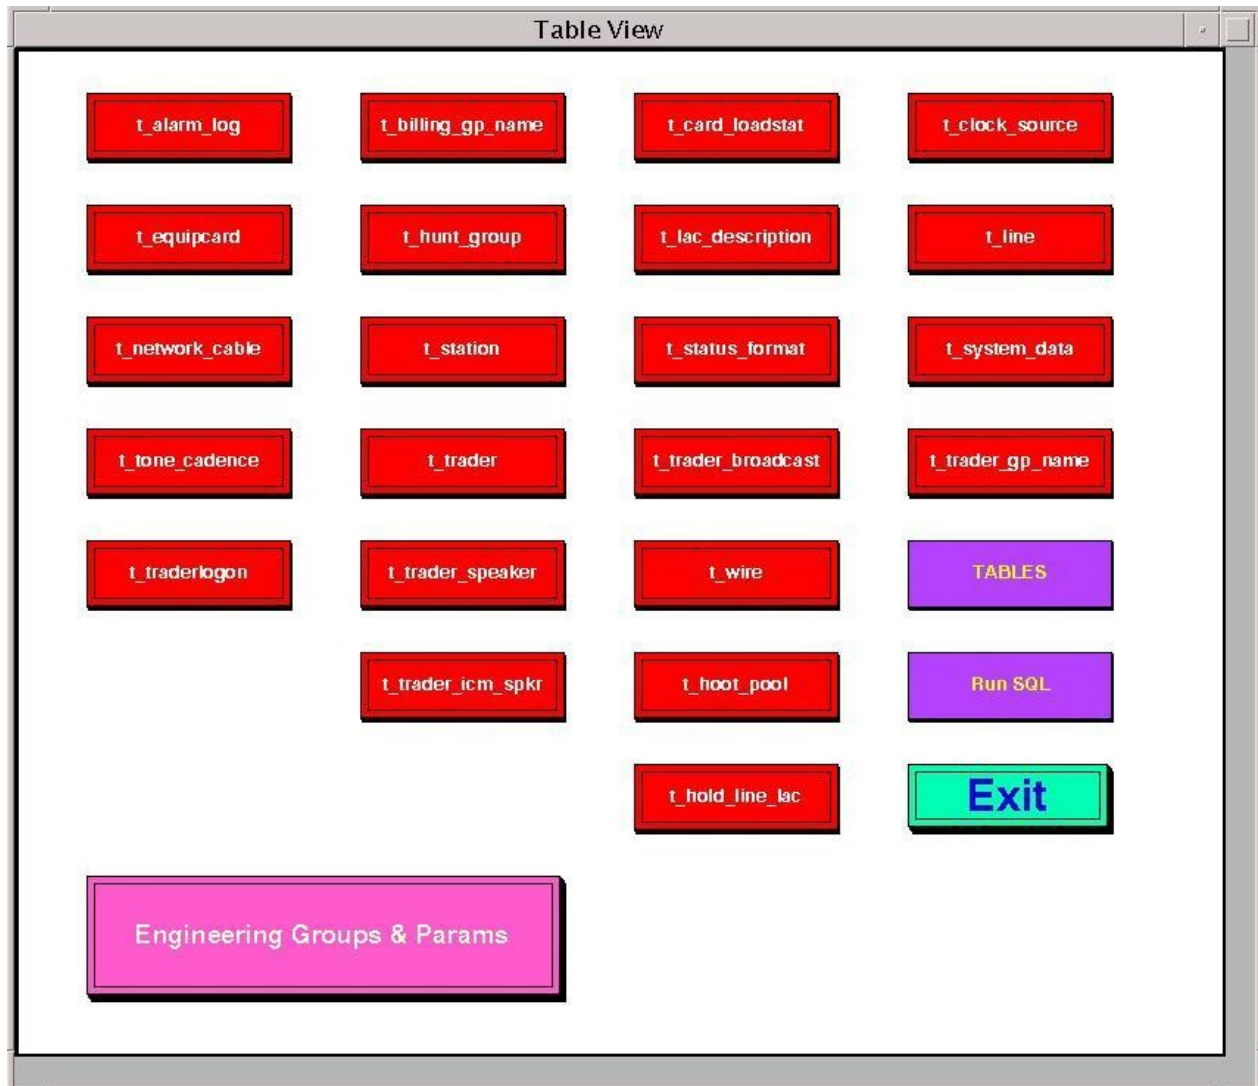 Table View
t_alarm_log
t_billing_gp_name
t_card_loadstat
t_clock_source
t_equipcard
t_hunt_group
t_lac_description
t_line
t_network_cable
t_station
t_status_format
t_system_data
t_tone_cadence
t_trader
t_trader_broadcast
t_trader_gp_name
t_traderlogon
t_trader_speaker
t_wire
TABLES
t_trader_icm_spkr
t_hoot_pool
Run SQL
t_hold_line_lac
Exit
Engineering Groups & Params